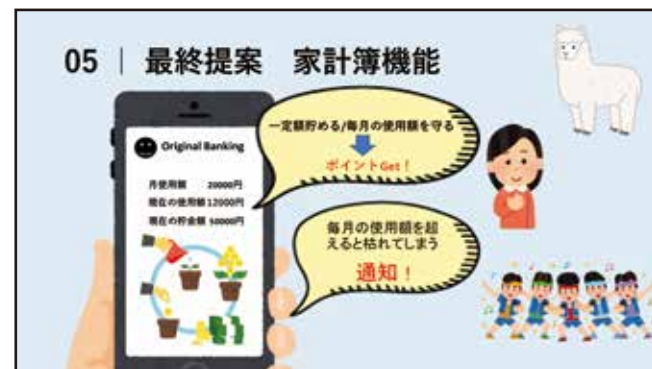 05 | 最終提案 家計簿機能
一定額貯める/毎月の使用額を守る
ポイントGet!
Original Banking
月使用額 20000円
現在の使用額12000円
現在の貯金額 50000円
毎月の使用額を超
えると枯れてしまう
通知!